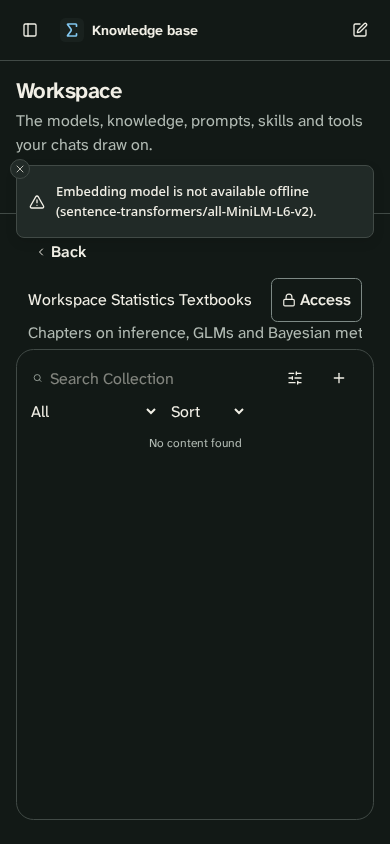 Knowledge base
Workspace
The models, knowledge, prompts, skills and tools
your chats draw on.
Embedding model is not available offline
(sentence-transformers/all-MiniLM-L6-v2).
Back
Workspace Statistics Textbooks
Access
Chapters on inference, GLMs and Bayesian met
Search Collection
All
Sort
No content found